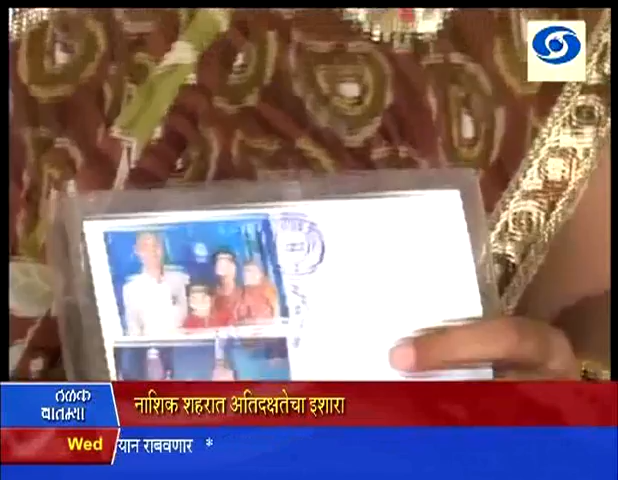 ठळक
बातम्या
नाशिक शहरात अतिदक्षतेचा इशारा
Wed
यान राबवणार *